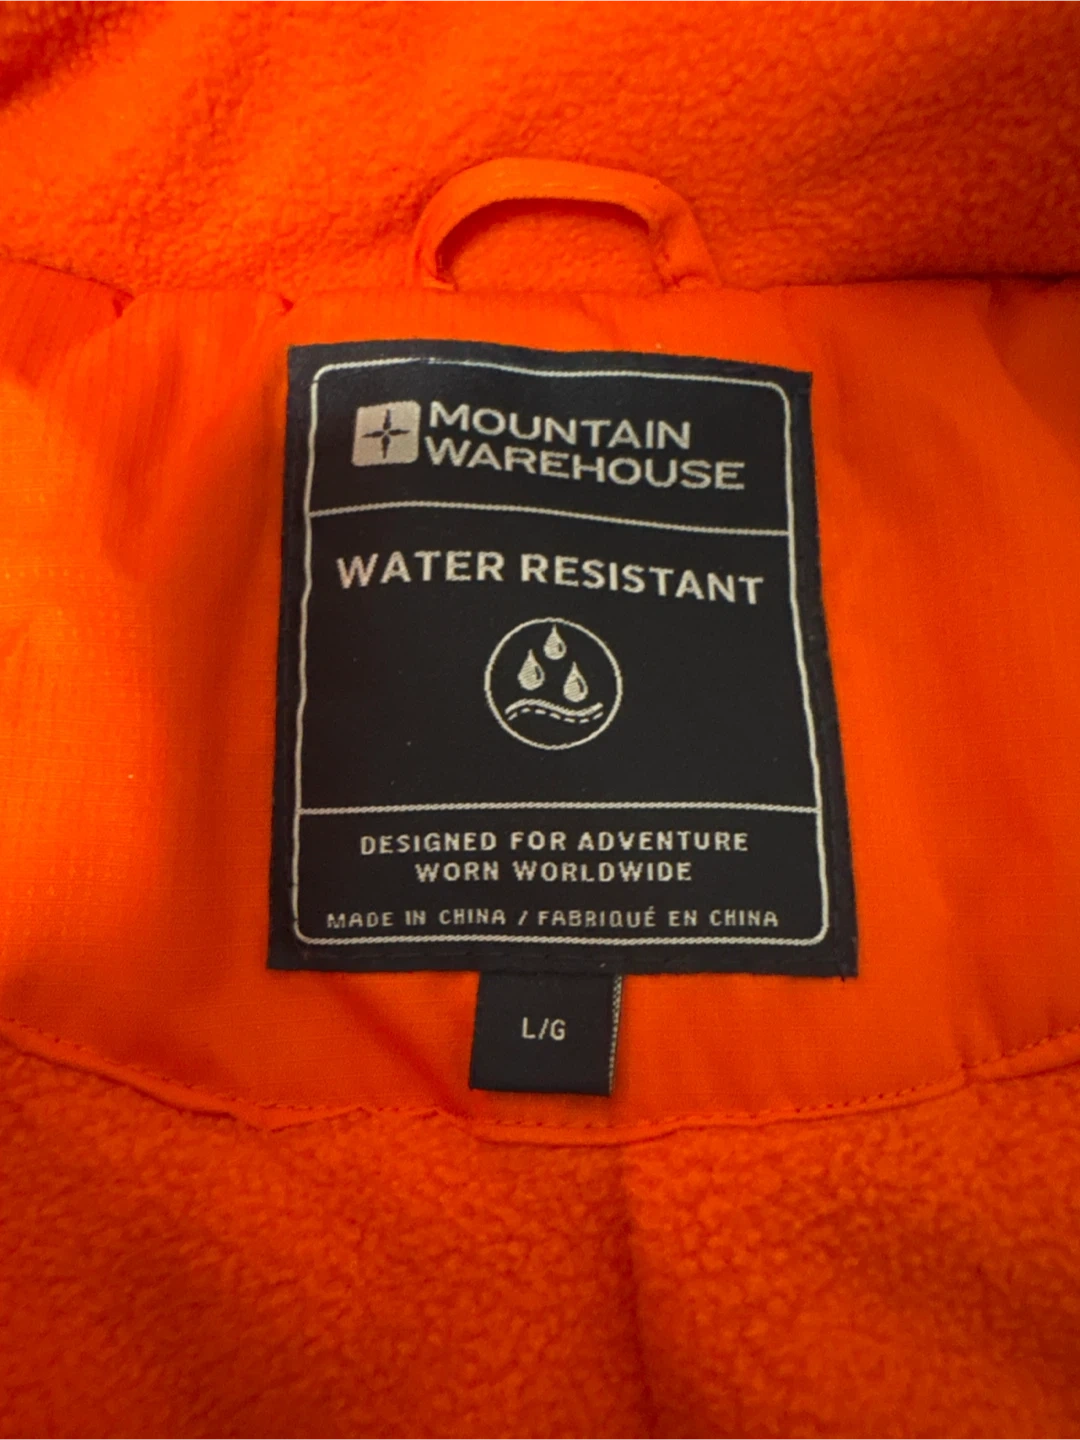 MOUNTAIN
WAREHOUSE
WATER RESISTANT
DESIGNED FOR ADVENTURE
WORN WORLDWIDE
MADE IN CHINA / FABRIQUÉ EN CHINA
L/G